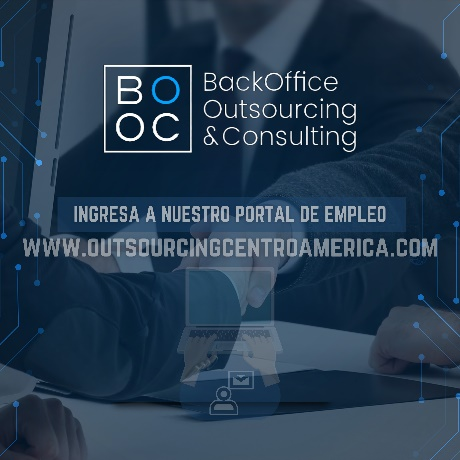 BO
OC
BackOffice
Outsourcing
& Consulting
INGRESA A NUESTRO PORTAL DE EMPLEO
WWW.OUTSOURCINGCENTROAMERICA.COM